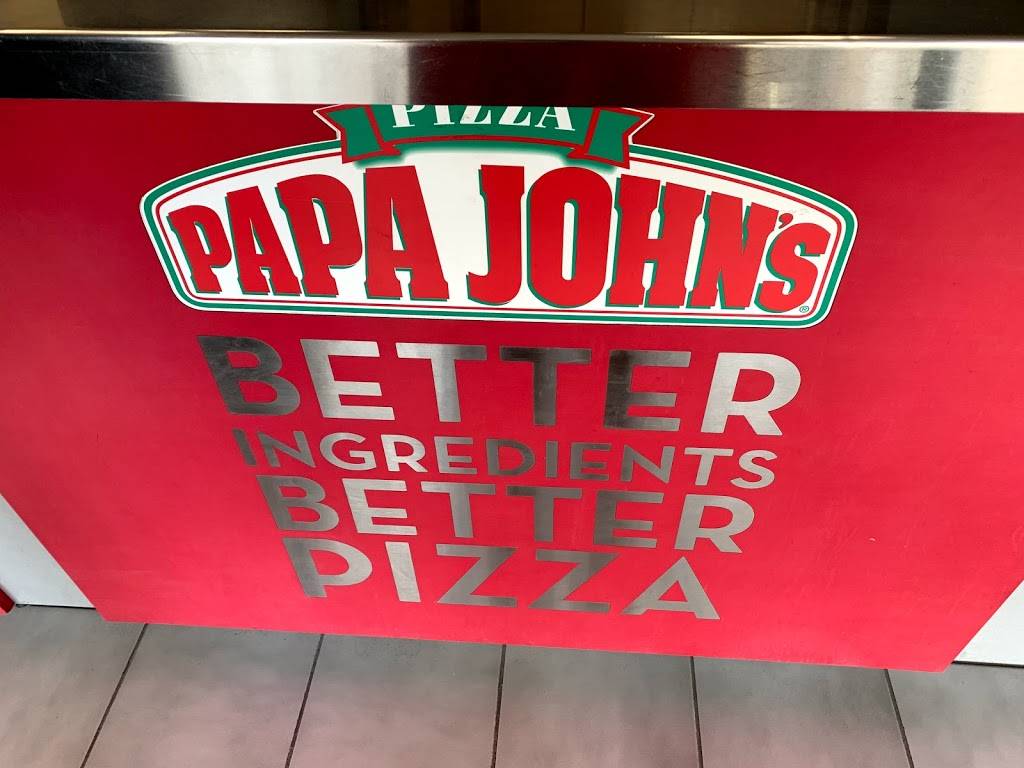 PIZZA
PAPA JOHN'S
®
BETTER
INGREDIENTS
BETTER
PIZZA